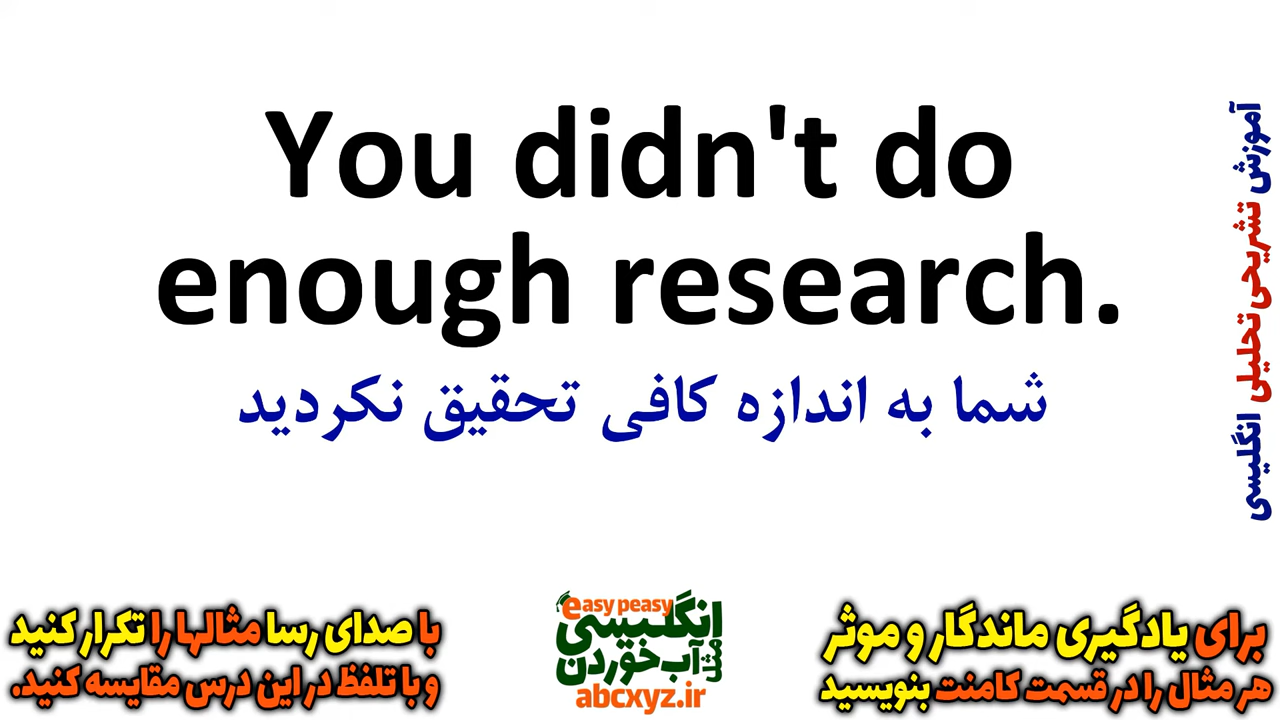 You didn't do
enough research.
شما به اندازه کافی تحقیق نکردید
آموزش تشریحی تحلیلی انگلیسی
برای یادگیری ماندگار و موثر
هر مثال را در قسمت کامنت بنویسید
easy peasy
انگلیسی
مثل آب خوردن
abcxyz.ir
با صدای رسا مثالها را تکرار کنید
و با تلفظ در این درس مقایسه کنید.